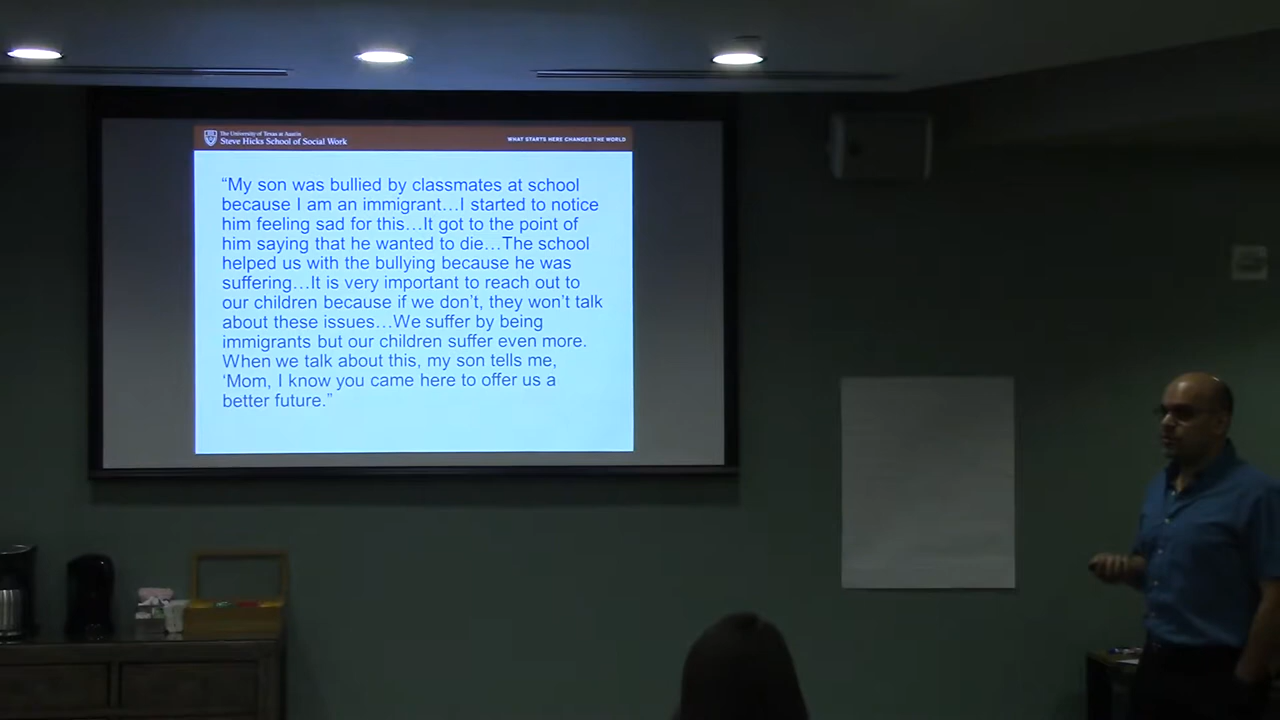 The University of Texas at Austin
Steve Hicks School of Social Work
WHAT STARTS HERE CHANGES THE WORLD
“My son was bullied by classmates at school
because I am an immigrant…I started to notice
him feeling sad for this…It got to the point of
him saying that he wanted to die…The school
helped us with the bullying because he was
suffering…It is very important to reach out to
our children because if we don’t, they won’t talk
about these issues…We suffer by being
immigrants but our children suffer even more.
When we talk about this, my son tells me,
‘Mom, I know you came here to offer us a
better future.”